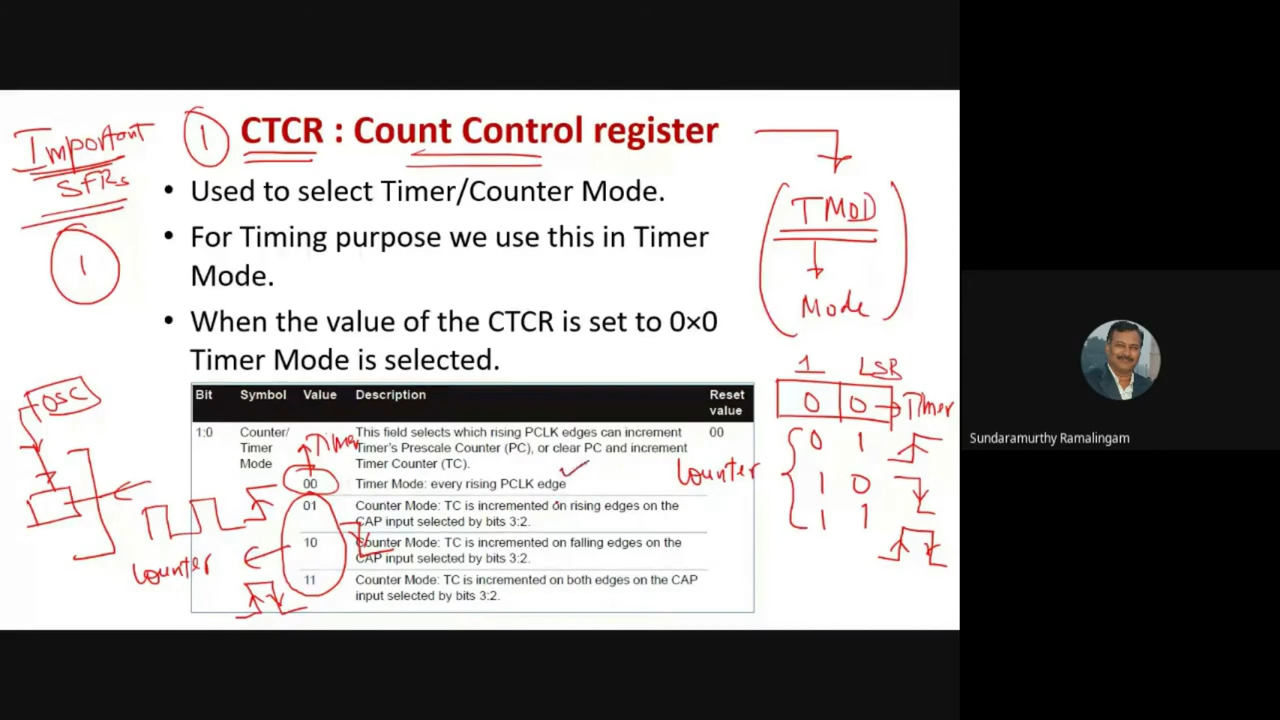 Important
SFRs
1
1
CTCR : Count Control register
• Used to select Timer/Counter Mode.
• For Timing purpose we use this in Timer
Mode.
• When the value of the CTCR is set to 0×0
Timer Mode is selected.
TMOD
Mode
Bit Symbol Value Description Reset
value
1:0 Counter/
Timer
Mode
This field selects which rising PCLK edges can increment
Timer's Prescale Counter (PC), or clear PC and increment
Timer Counter (TC).
00
00 Timer Mode: every rising PCLK edge
01 Counter Mode: TC is incremented on rising edges on the
CAP input selected by bits 3:2.
10 Counter Mode: TC is incremented on falling edges on the
CAP input selected by bits 3:2.
11 Counter Mode: TC is incremented on both edges on the CAP
input selected by bits 3:2.
Timer
FOSC
Counter
1 LSB
0 0 Timer
0 1
Counter
1 0
1 1
Sundaramurthy Ramalingam